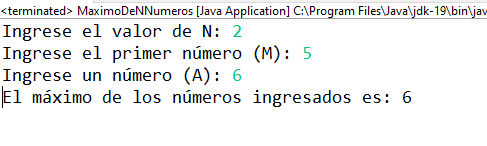 <terminated> MaximoDeNNumeros [Java Application] C:\Program Files\Java\jdk-19\bin\jav
Ingrese el valor de N: 2
Ingrese el primer número (M): 5
Ingrese un número (A): 6
El máximo de los números ingresados es: 6